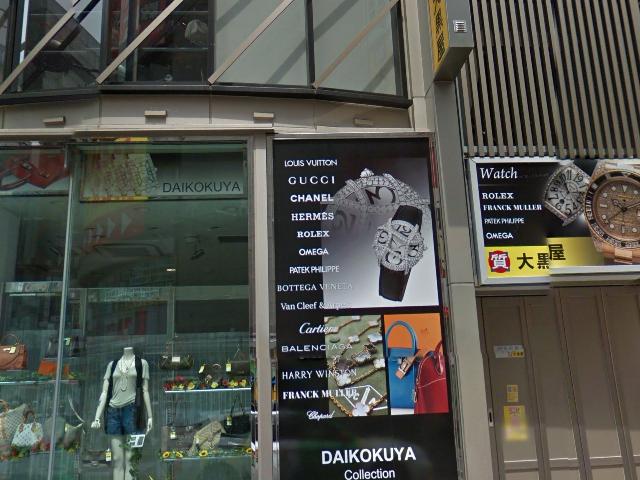 DAIKOKUYA
LOUIS VUITTON
GUCCI
CHANEL
HERMES
ROLEX
OMEGA
PATEK PHILIPPE
BOTTEGA VENETA
Van Cleef & Arpels
Cartier
BALENCIAGA
HARRY WINSTON
FRANCK MULLER
Chopard
DAIKOKUYA
Collection
Watch
ROLEX
FRANCK MULLER
PATEK PHILIPPE
OMEGA
質 大黒屋